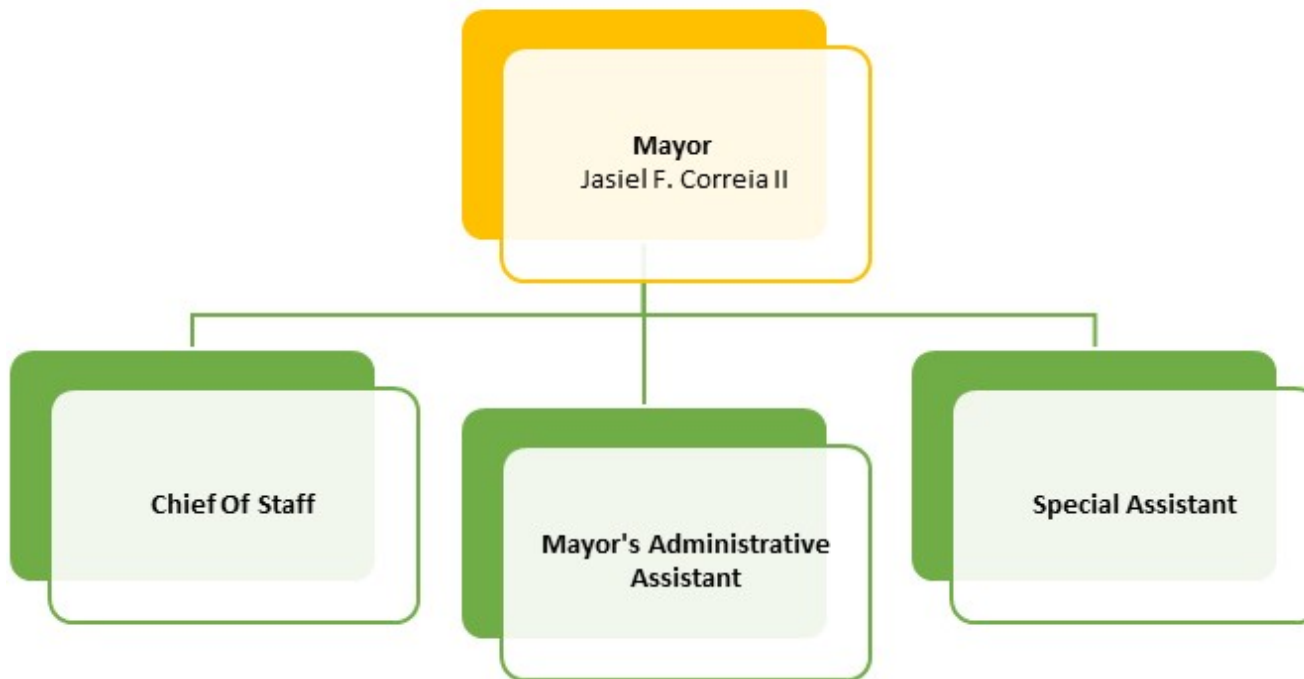 Mayor
Jasiel F. Correia II
Chief Of Staff
Mayor's Administrative
Assistant
Special Assistant